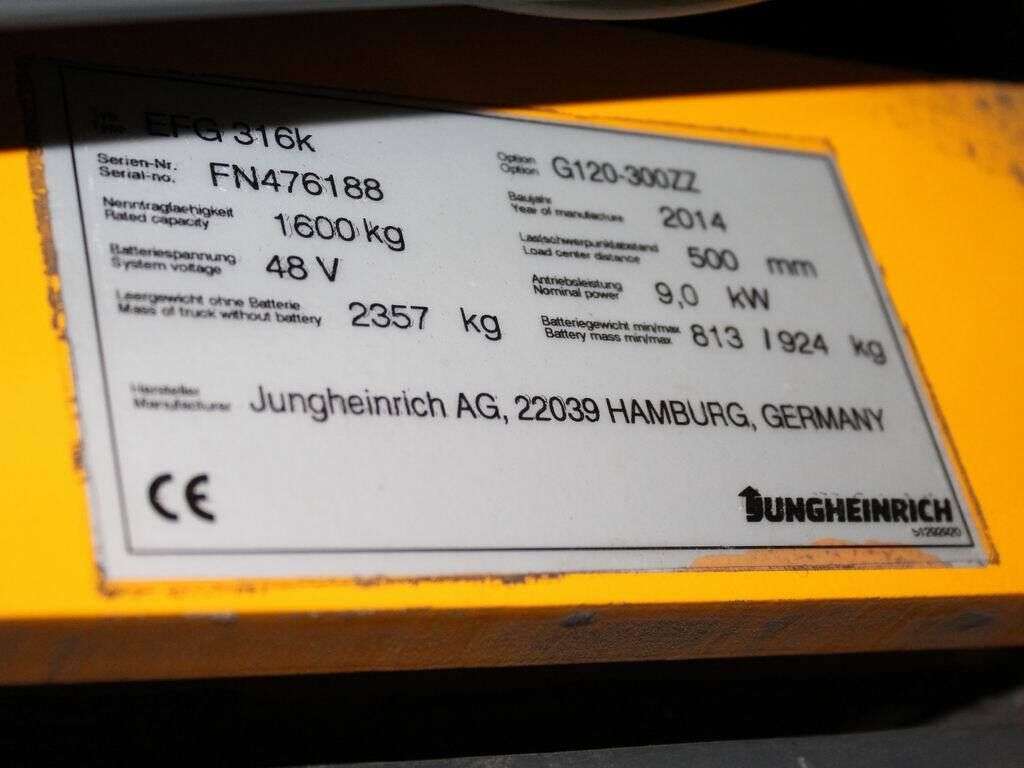 EFG 316k
Serien-Nr.
Serial-no. FN476188
Nenntragfaehigkeit
Rated capacity 1600 kg
Batteriespannung
System voltage 48 V
Leergewicht ohne Batterie
Mass of truck without battery 2357 kg
Option
Option G120-300ZZ
Baujahr
Year of manufacture 2014
Lastschwerpunktabstand
Load center distance 500 mm
Antriebsleistung
Nominal power 9,0 kW
Batteriegewicht min/max
Battery mass min/max 813 / 924 kg
Hersteller
Manufacturer Jungheinrich AG, 22039 HAMBURG, GERMANY
CE
JUNGHEINRICH